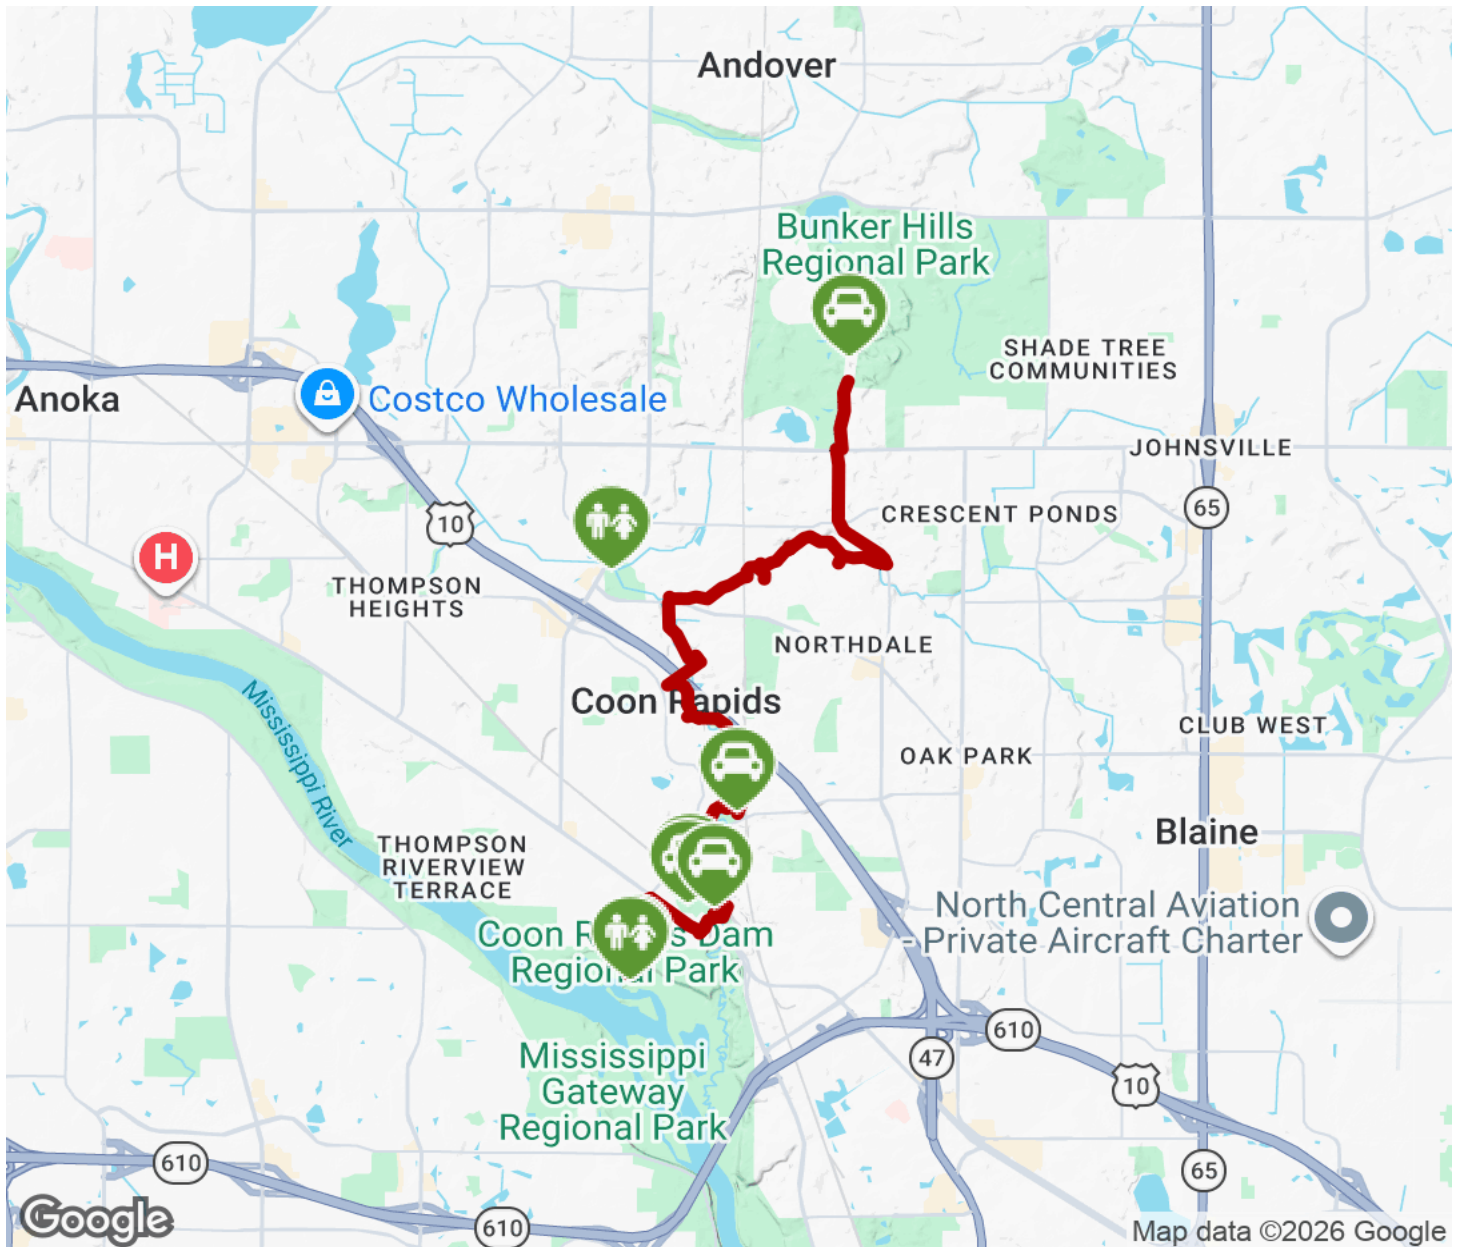 Andover
Bunker Hills
Regional Park
SHADE TREE
COMMUNITIES
Anoka
Costco Wholesale
JOHNSVILLE
10
65
CRESCENT PONDS
H
THOMPSON
HEIGHTS
NORTHDALE
Coon Rapids
Mississippi River
CLUB WEST
OAK PARK
THOMPSON
RIVERVIEW
TERRACE
Blaine
North Central Aviation
- Private Aircraft Charter
Coon R s Dam
Regional Park
610
47
10
Mississippi
Gateway
Regional Park
610
65
610
Google
Map data ©2026 Google